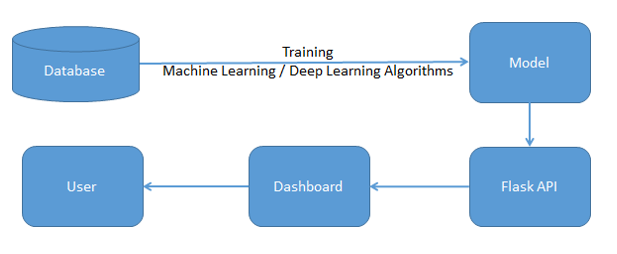 Training
Database
Machine Learning / Deep Learning Algorithms
Model
User
Dashboard
Flask API